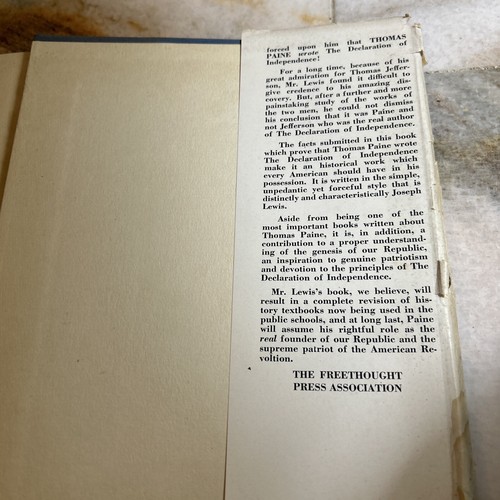 forced upon him that THOMAS
PAINE wrote The Declaration of
Independence!
For a long time, because of his
great admiration for Thomas Jeffer-
son, Mr. Lewis found it difficult to
give credence to his amazing dis-
covery. But, after a further and more
painstaking study of the works of
the two men, he could not dismiss
his conclusion that it was Paine and
not Jefferson who was the real author
of The Declaration of Independence.
The facts submitted in this book
which prove that Thomas Paine wrote
The Declaration of Independence
make it an historical work which
every American should have in his
possession. It is written in the simple,
unpedantic yet forceful style that is
distinctly and characteristically Joseph
Lewis.
Aside from being one of the
most important books written about
Thomas Paine, it is, in addition, a
contribution to a proper understand-
ing of the genesis of our Republic,
an inspiration to genuine patriotism
and devotion to the principles of The
Declaration of Independence.
Mr. Lewis's book, we believe, will
result in a complete revision of his-
tory textbooks now being used in the
public schools, and at long last, Paine
will assume his rightful role as the
real founder of our Republic and the
supreme patriot of the American Re-
voltion.
THE FREETHOUGHT
PRESS ASSOCIATION